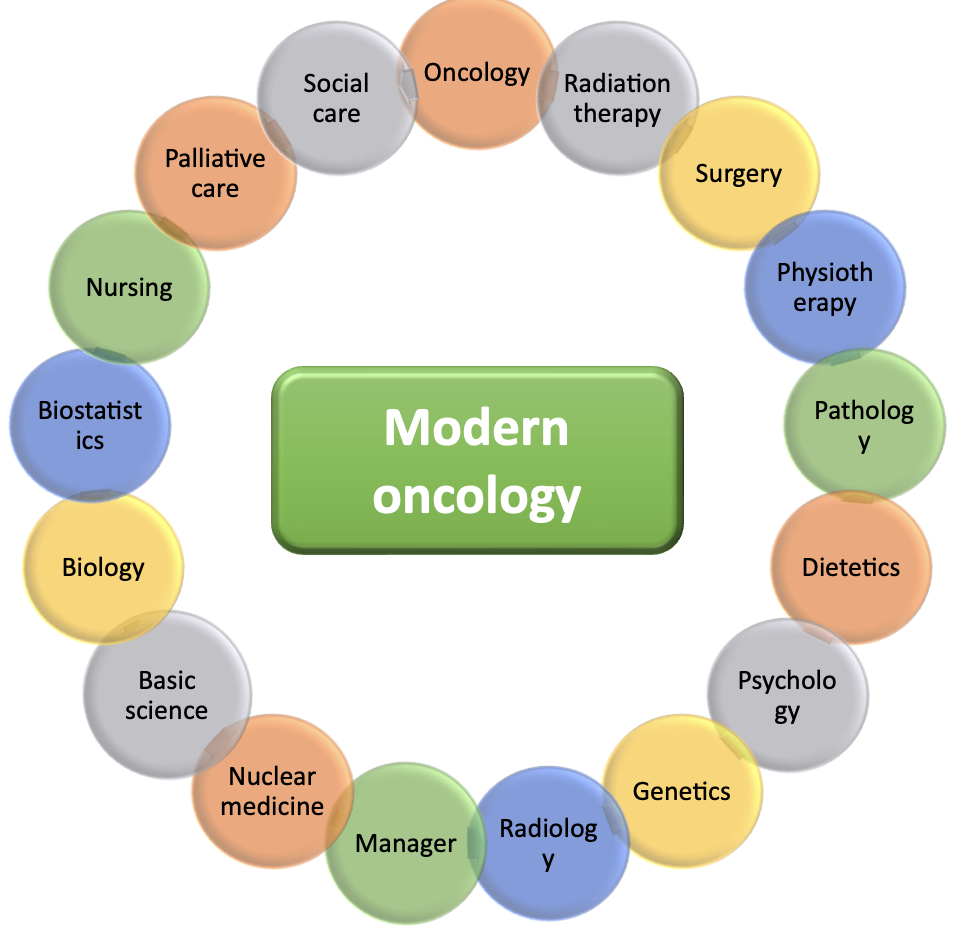 Oncology
Radiation
therapy
Surgery
Physioth
erapy
Patholog
y
Dietetics
Psycholo
gy
Genetics
Radiolog
y
Manager
Nuclear
medicine
Basic
science
Biology
Biostatist
ics
Nursing
Palliative
care
Social
care
Modern
oncology